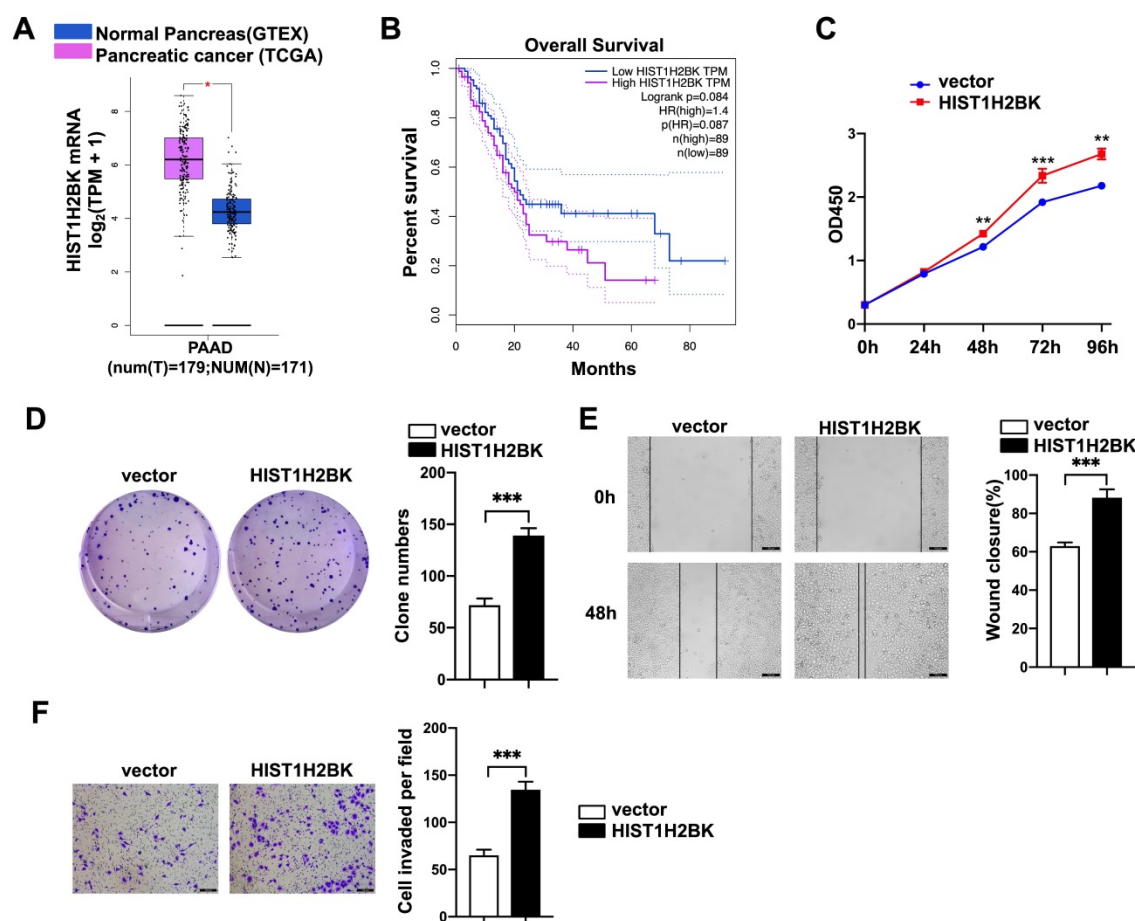 A
Normal Pancreas(GTEX)
Pancreatic cancer (TCGA)
HIST1H2BK mRNA
log₂(TPM + 1)
*
8
6
4
2
0
PAAD
(num(T)=179;NUM(N)=171)
B
Overall Survival
Low HIST1H2BK TPM
High HIST1H2BK TPM
Logrank p=0.084
HR(high)=1.4
p(HR)=0.087
n(high)=89
n(low)=89
Percent survival
1.0
0.8
0.6
0.4
0.2
0.0
0 20 40 60 80
Months
C
vector
HIST1H2BK
OD450
3
2
1
0
** *** **
0h 24h 48h 72h 96h
D
vector HIST1H2BK
vector
HIST1H2BK
Clone numbers
200
150
100
50
0
***
E
vector HIST1H2BK
0h
48h
vector
HIST1H2BK
Wound closure(%)
100
80
60
40
20
0
***
F
vector HIST1H2BK
Cell invaded per field
200
150
100
50
0
***
vector
HIST1H2BK